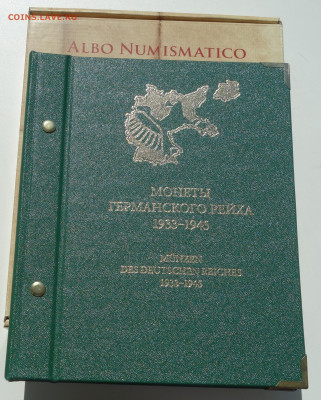 COINS.LAVE.RU
ALBO NUMISMATICO
МОНЕТЫ
ГЕРМАНСКОГО РЕЙХА
1933–1945
MÜNZEN
DES DEUTSCHEN REICHES
1933–1945